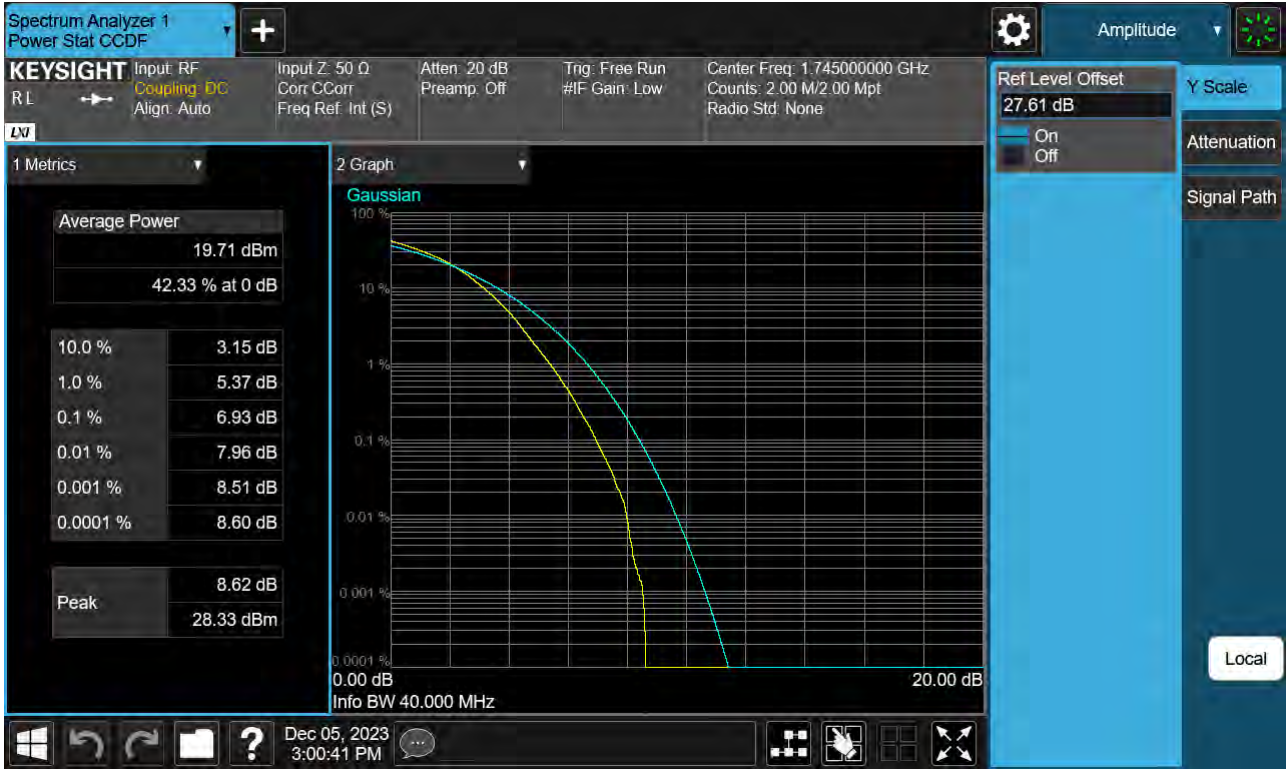 Spectrum Analyzer 1
Power Stat CCDF
+
Amplitude
KEYSIGHT
R L
LXI
Input: RF
Coupling: DC
Align: Auto
Input Z: 50 Ω
Corr CCorr
Freq Ref: Int (S)
Atten: 20 dB
Preamp: Off
Trig: Free Run
#IF Gain: Low
Center Freq: 1.745000000 GHz
Counts: 2.00 M/2.00 Mpt
Radio Std: None
Ref Level Offset
27.61 dB
On
Off
Y Scale
Attenuation
Signal Path
Local
1 Metrics
Average Power
19.71 dBm
42.33 % at 0 dB
10.0 % 3.15 dB
1.0 % 5.37 dB
0.1 % 6.93 dB
0.01 % 7.96 dB
0.001 % 8.51 dB
0.0001 % 8.60 dB
Peak
8.62 dB
28.33 dBm
2 Graph
Gaussian
100 %
10 %
1 %
0.1 %
0.01 %
0.001 %
0.0001 %
0.00 dB 20.00 dB
Info BW 40.000 MHz
?
Dec 05, 2023
3:00:41 PM